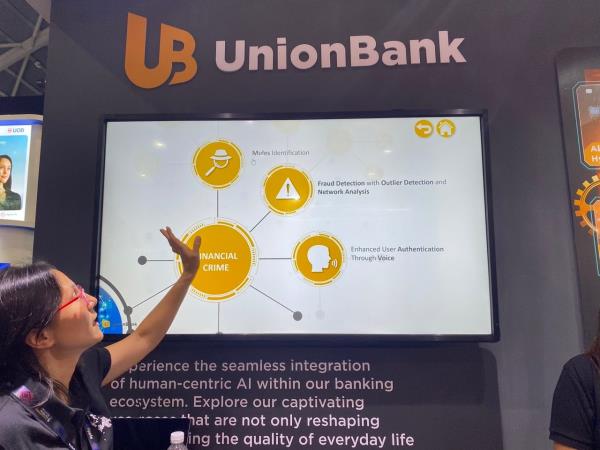 UB UnionBank
UOB
Mules Identification
Fraud Detection with Outlier Detection and
Network Analysis
Enhanced User Authentication
Through Voice
FINANCIAL
CRIME
experience the seamless integration
of human-centric AI within our banking
ecosystem. Explore our captivating
that are not only reshaping
the quality of everyday life